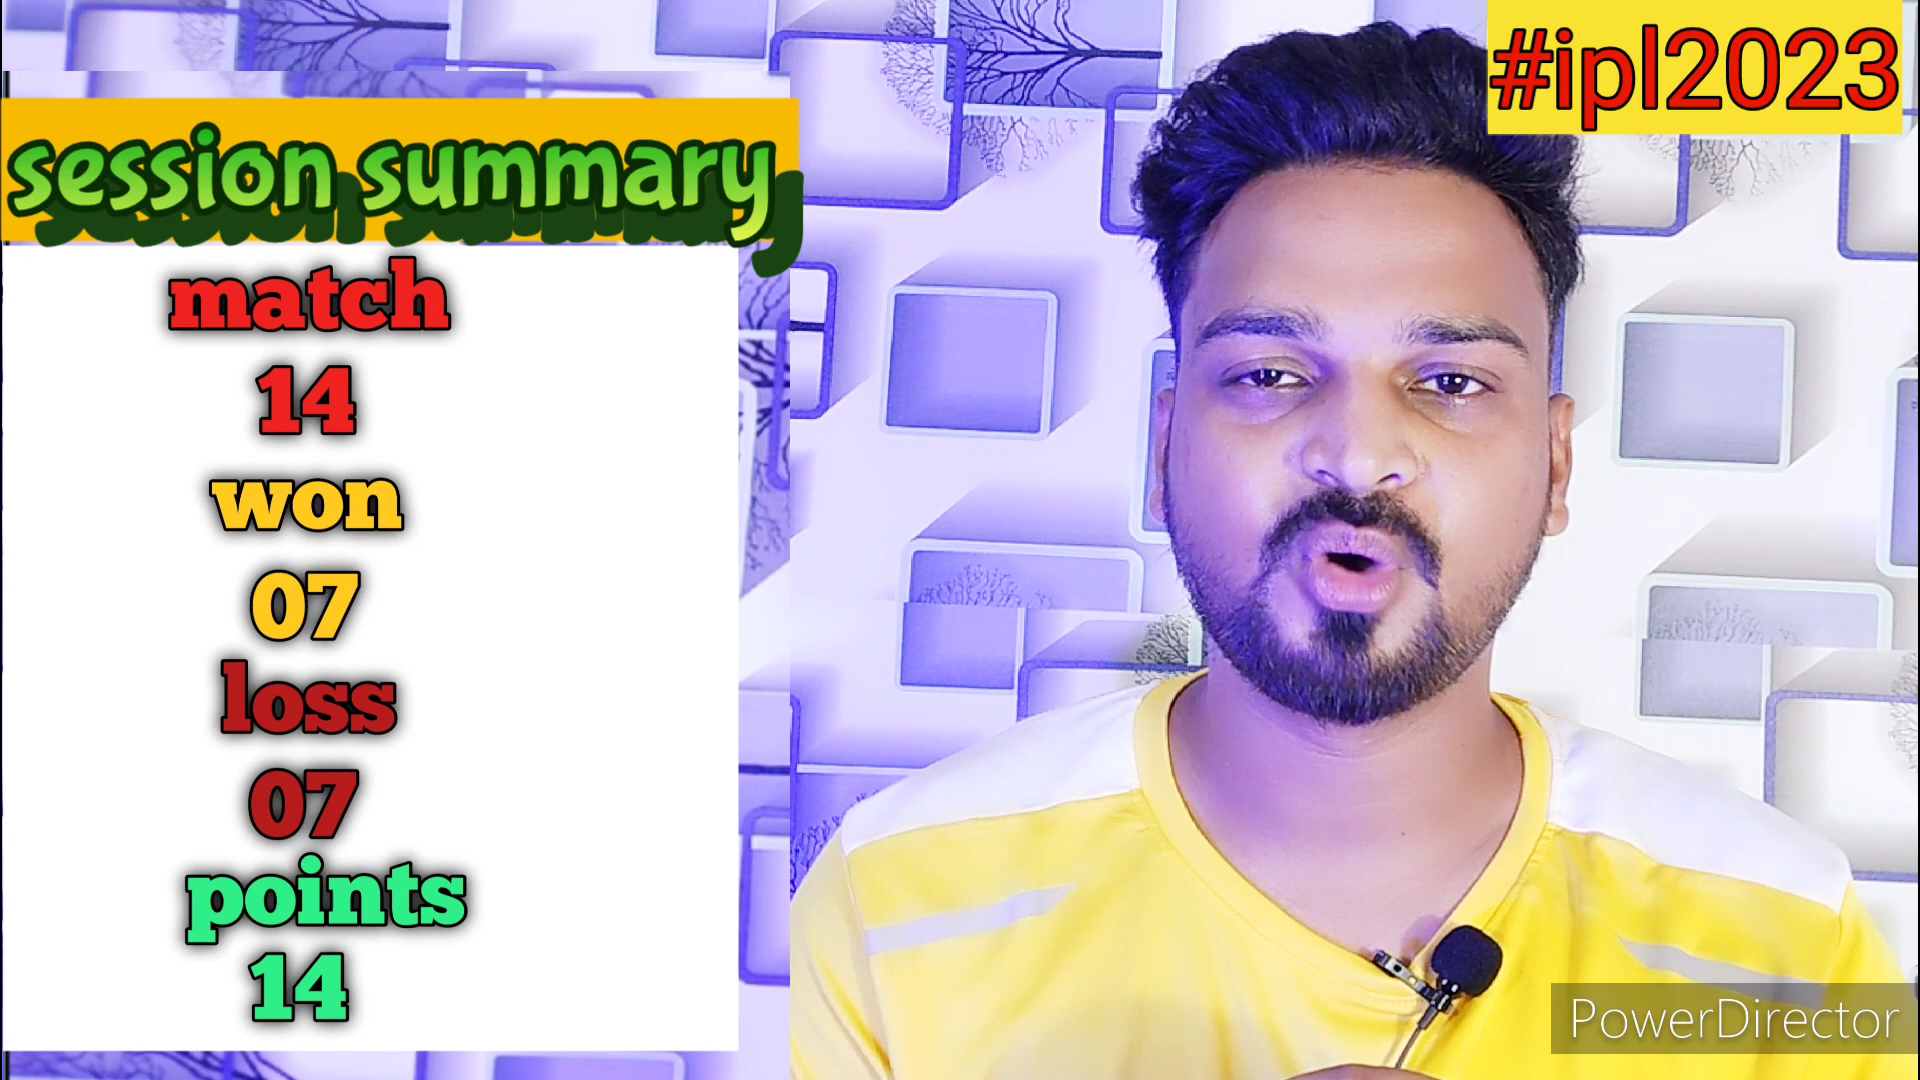 #ipl2023
session summary
match
14
won
07
loss
07
points
14
PowerDirector